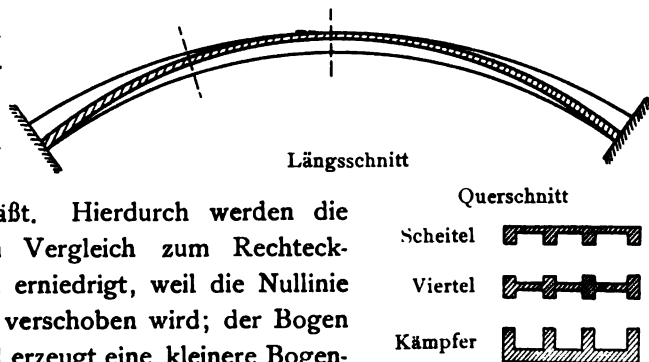 Längsschnitt
äßt. Hierdurch werden die
Vergleich zum Rechteck-
erniedrigt, weil die Nullinie
verschoben wird; der Bogen
erzeugt eine kleinere Bogen-
Querschnitt
Scheitel
Viertel
Kämpfer